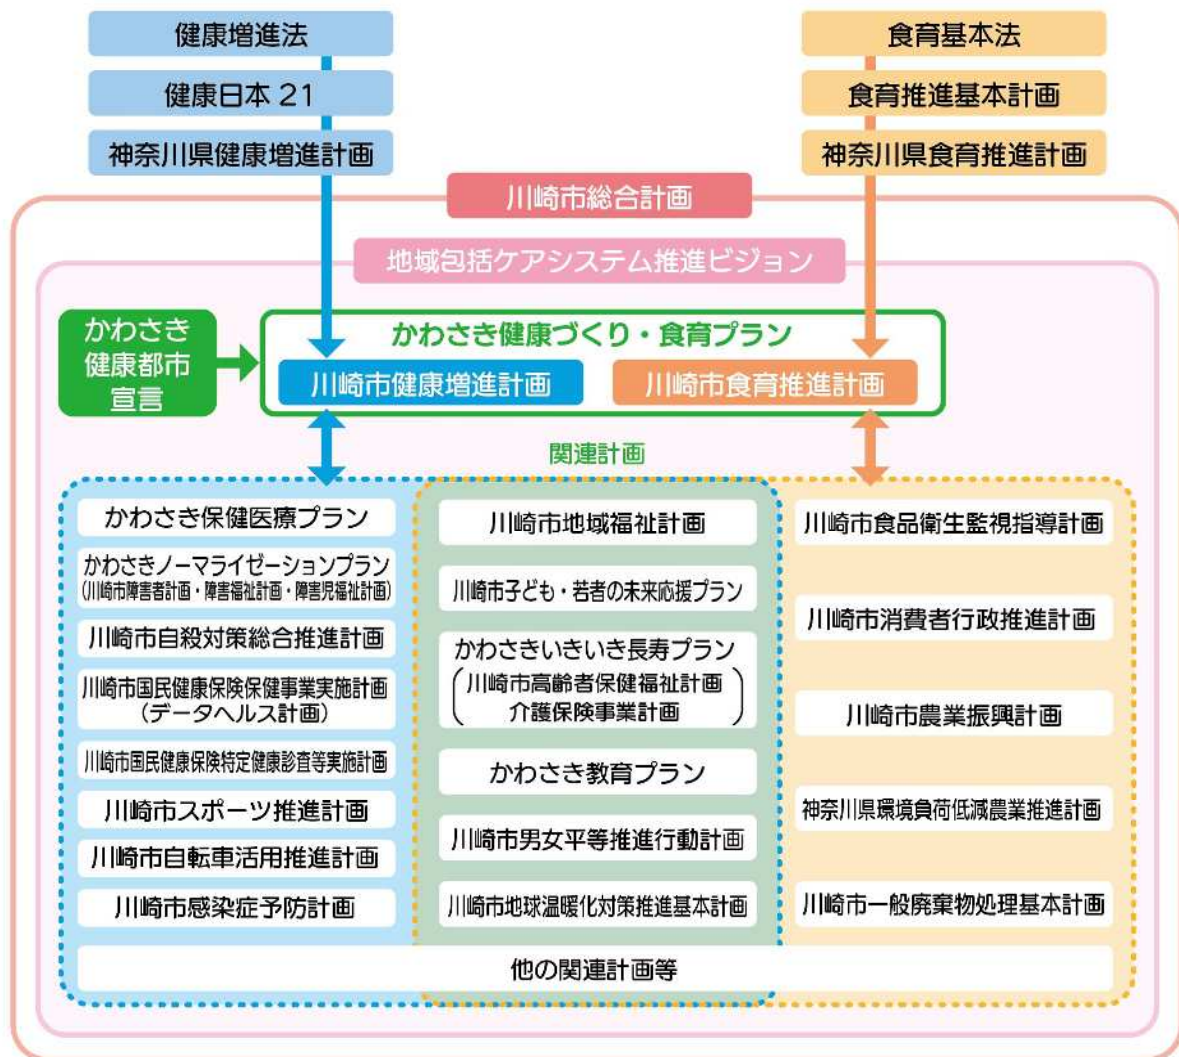 健康増進法
健康日本 21
神奈川県健康増進計画
食育基本法
食育推進基本計画
神奈川県食育推進計画
川崎市総合計画
地域包括ケアシステム推進ビジョン
かわさき
健康都市
宣言
かわさき健康づくり・食育プラン
川崎市健康増進計画
川崎市食育推進計画
関連計画
かわさき保健医療プラン
かわさきノーマライゼーションプラン
(川崎市障害者計画・障害福祉計画・障害児福祉計画)
川崎市自殺対策総合推進計画
川崎市国民健康保険保健事業実施計画
(データヘルス計画)
川崎市国民健康保険特定健康診査等実施計画
川崎市スポーツ推進計画
川崎市自転車活用推進計画
川崎市感染症予防計画
川崎市地域福祉計画
川崎市子ども・若者の未来応援プラン
かわさきいきいき長寿プラン
(川崎市高齢者保健福祉計画
介護保険事業計画)
かわさき教育プラン
川崎市男女平等推進行動計画
川崎市地球温暖化対策推進基本計画
川崎市食品衛生監視指導計画
川崎市消費者行政推進計画
川崎市農業振興計画
神奈川県環境負荷低減農業推進計画
川崎市一般廃棄物処理基本計画
他の関連計画等